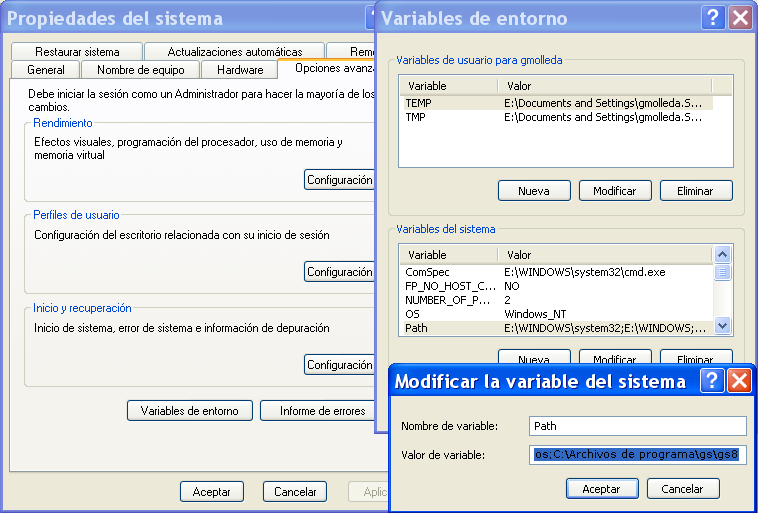 Propiedades del sistema
Restaurar sistema
Actualizaciones automáticas
Remo
General
Nombre de equipo
Hardware
Opciones avanza
Debe iniciar la sesión como un Administrador para hacer la mayoría de los
cambios.
Rendimiento
Efectos visuales, programación del procesador, uso de memoria y
memoria virtual
Configuración
Perfiles de usuario
Configuración del escritorio relacionada con su inicio de sesión
Configuración
Inicio y recuperación
Inicio de sistema, error de sistema e información de depuración
Configuración
Variables de entorno
Informe de errores
Aceptar
Cancelar
Aplic
Variables de entorno
Variables de usuario para gmolleda
Variable Valor
TEMP E:\Documents and Settings\gmolleda.S...
TMP E:\Documents and Settings\gmolleda.S...
Nueva
Modificar
Eliminar
Variables del sistema
Variable Valor
ComSpec E:\WINDOWS\system32\cmd.exe
FP_NO_HOST_C... NO
NUMBER_OF_P... 2
OS Windows_NT
Path E:\WINDOWS\system32;E:\WINDOWS;...
Nueva
Modificar
Eliminar
Modificar la variable del sistema
Nombre de variable: Path
Valor de variable: os;C:\Archivos de programa\gs\gs8
Aceptar
Cancelar